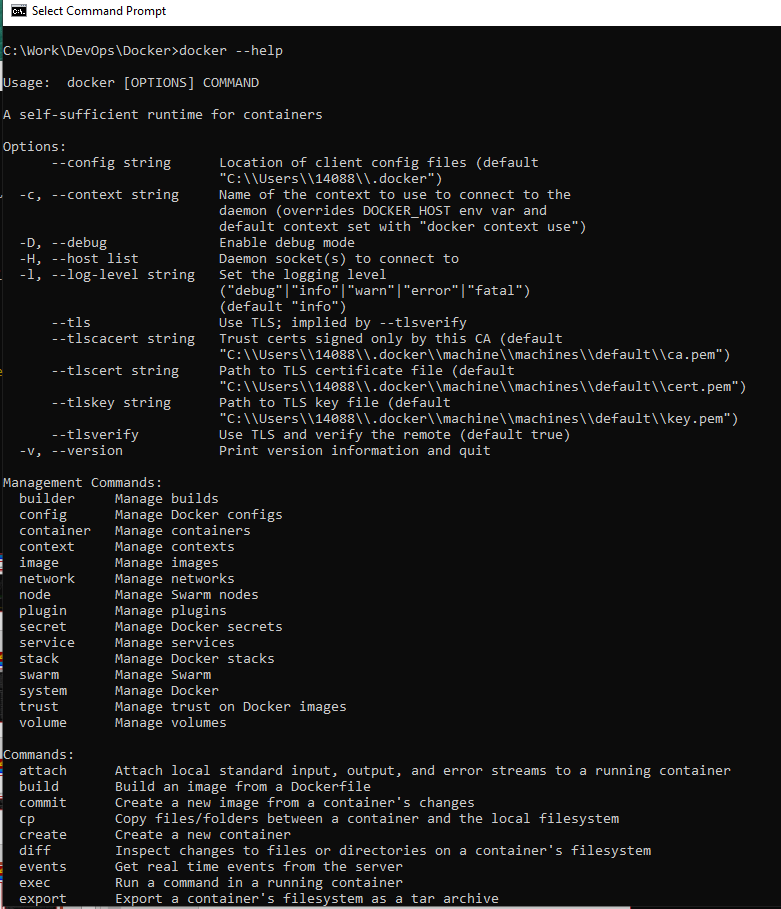 Select Command Prompt
C:\Work\DevOps\Docker>docker --help
Usage:  docker [OPTIONS] COMMAND
A self-sufficient runtime for containers
Options:
      --config string      Location of client config files (default
                           "C:\\Users\\14088\\.docker")
  -c, --context string     Name of the context to use to connect to the
                           daemon (overrides DOCKER_HOST env var and
                           default context set with "docker context use")
  -D, --debug              Enable debug mode
  -H, --host list          Daemon socket(s) to connect to
  -l, --log-level string   Set the logging level
                           ("debug"|"info"|"warn"|"error"|"fatal")
                           (default "info")
      --tls                Use TLS; implied by --tlsverify
      --tlscacert string   Trust certs signed only by this CA (default
                           "C:\\Users\\14088\\.docker\\machine\\machines\\default\\ca.pem")
      --tlscert string     Path to TLS certificate file (default
                           "C:\\Users\\14088\\.docker\\machine\\machines\\default\\cert.pem")
      --tlskey string      Path to TLS key file (default
                           "C:\\Users\\14088\\.docker\\machine\\machines\\default\\key.pem")
      --tlsverify          Use TLS and verify the remote (default true)
  -v, --version            Print version information and quit
Management Commands:
  builder     Manage builds
  config      Manage Docker configs
  container   Manage containers
  context     Manage contexts
  image       Manage images
  network     Manage networks
  node        Manage Swarm nodes
  plugin      Manage plugins
  secret      Manage Docker secrets
  service     Manage services
  stack       Manage Docker stacks
  swarm       Manage Swarm
  system      Manage Docker
  trust       Manage trust on Docker images
  volume      Manage volumes
Commands:
  attach      Attach local standard input, output, and error streams to a running container
  build       Build an image from a Dockerfile
  commit      Create a new image from a container's changes
  cp          Copy files/folders between a container and the local filesystem
  create      Create a new container
  diff        Inspect changes to files or directories on a container's filesystem
  events      Get real time events from the server
  exec        Run a command in a running container
  export      Export a container's filesystem as a tar archive